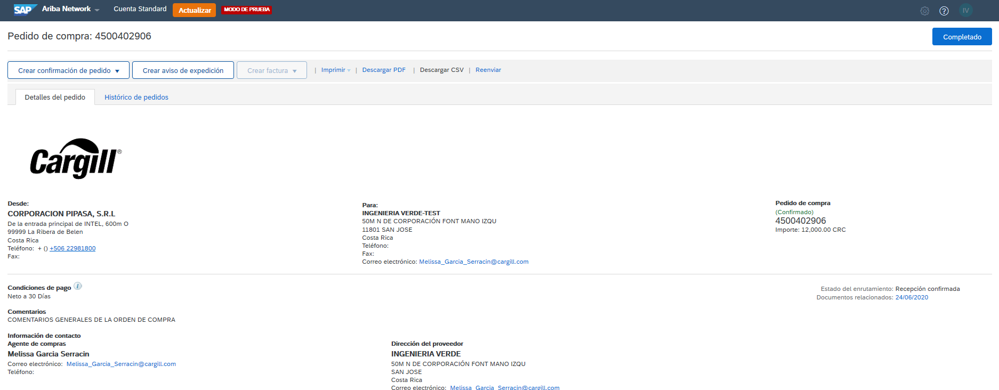 SAP Ariba Network Cuenta Standard Actualizar MODO DE PRUEBA ? IV
Pedido de compra: 4500402906
Completado
Crear confirmación de pedido Crear aviso de expedición Crear factura | Imprimir | Descargar PDF | Descargar CSV | Reenviar
Detalles del pedido Histórico de pedidos
Cargill®
Desde:
CORPORACION PIPASA, S.R.L
De la entrada principal de INTEL, 600m O
99999 La Ribera de Belen
Costa Rica
Teléfono: + () +506 22981800
Fax:
Para:
INGENIERIA VERDE-TEST
50M N DE CORPORACIÓN FONT MANO IZQU
11801 SAN JOSE
Costa Rica
Teléfono:
Fax:
Correo electrónico: Melissa_Garcia_Serracin@cargill.com
Pedido de compra
(Confirmado)
4500402906
Importe: 12,000.00 CRC
Condiciones de pago i
Neto a 30 Días
Estado del enrutamiento: Recepción confirmada
Documentos relacionados: 24/06/2020
Comentarios
COMENTARIOS GENERALES DE LA ORDEN DE COMPRA
Información de contacto
Agente de compras
Melissa Garcia Serracin
Correo electrónico: Melissa_Garcia_Serracin@cargill.com
Teléfono:
Dirección del proveedor
INGENIERIA VERDE
50M N DE CORPORACIÓN FONT MANO IZQU
SAN JOSE
Costa Rica
Correo electrónico: Melissa_Garcia_Serracin@cargill.com